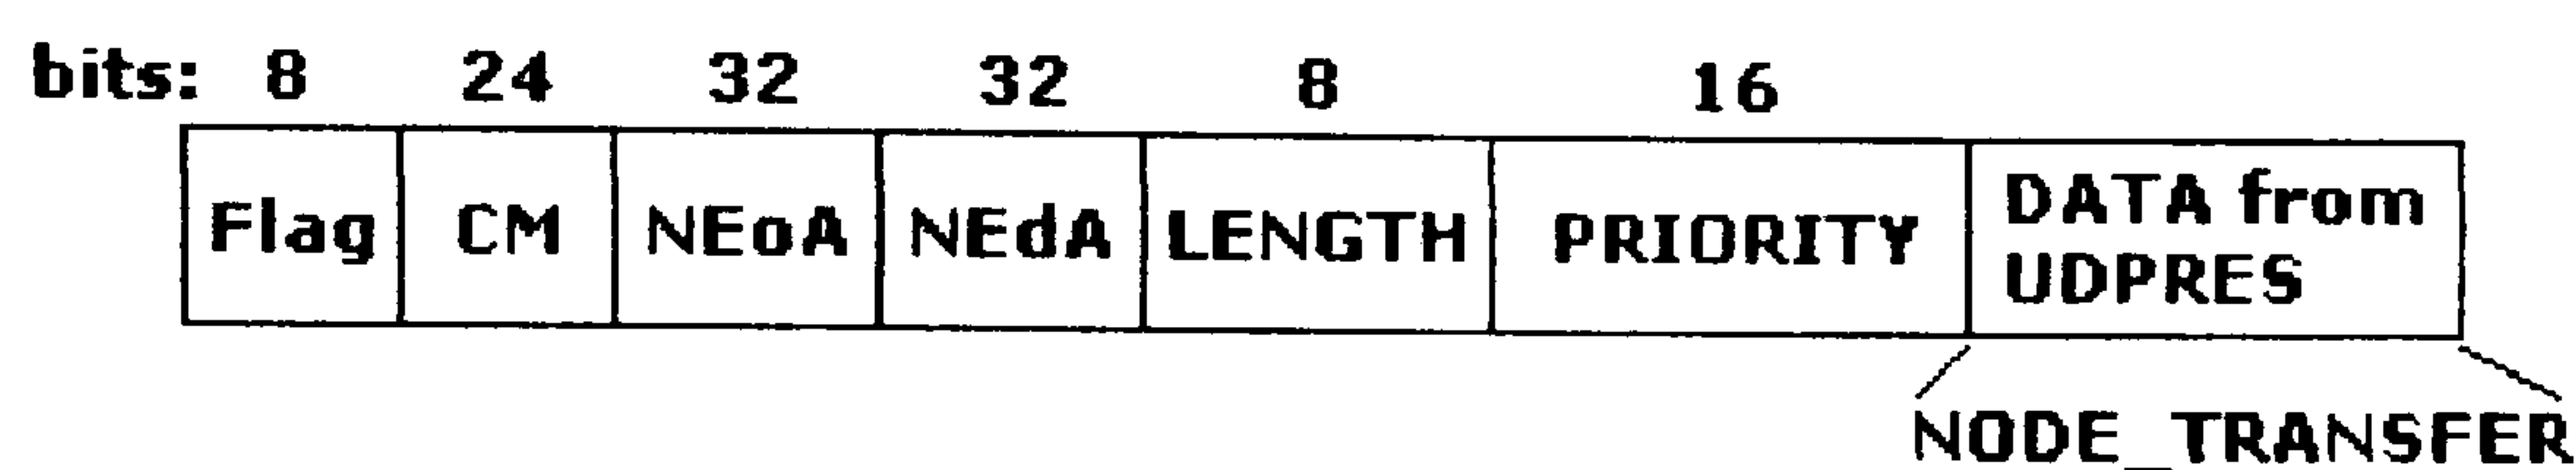 bits: 8 24 32 32 8 16
Flag CM NEoA NEdA LENGTH PRIORITY DATA from
UDPRES
NODE_TRANSFER